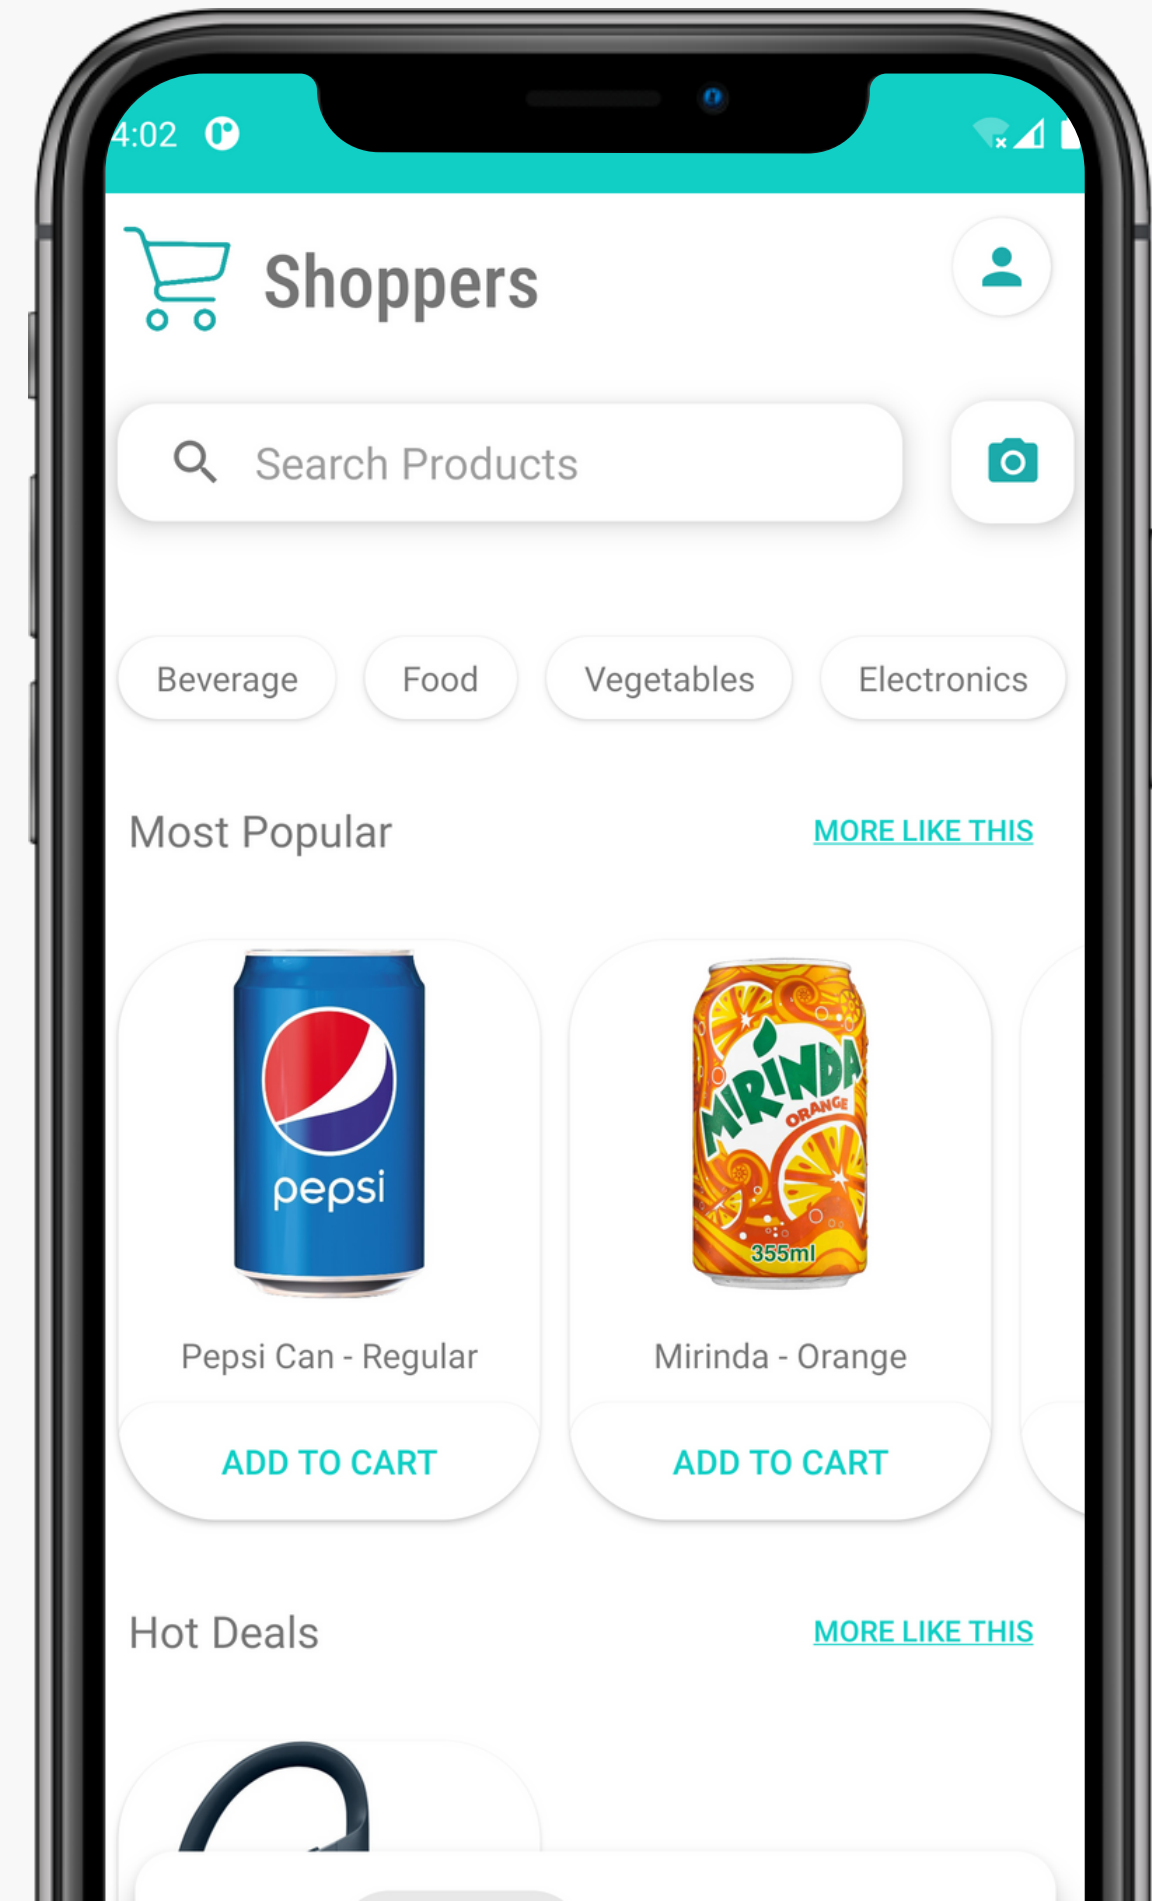 4:02
Shoppers
Search Products
Beverage Food Vegetables Electronics
Most Popular MORE LIKE THIS
pepsi
MIRINDA
ORANGE
355ml
Pepsi Can - Regular Mirinda - Orange
ADD TO CART ADD TO CART
Hot Deals MORE LIKE THIS